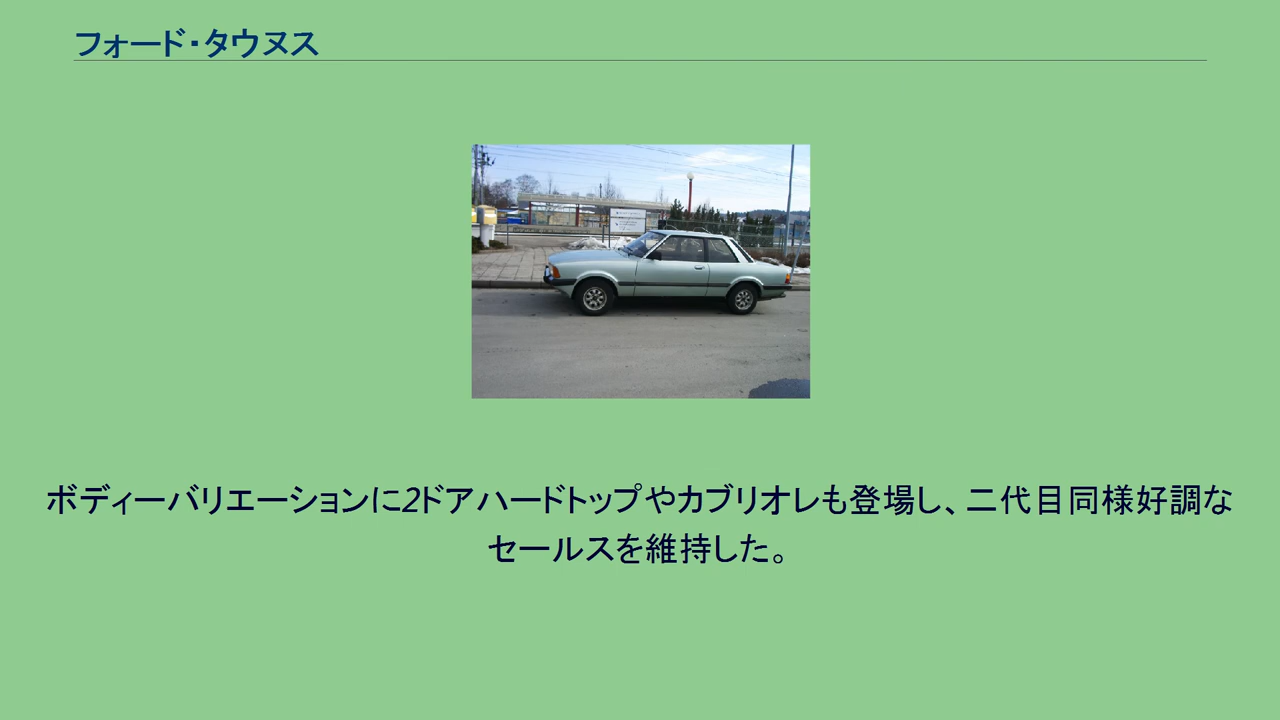 フォード・タウヌス
ボディーバリエーションに2ドアハードトップやカブリオレも登場し、二代目同様好調な
セールスを維持した。